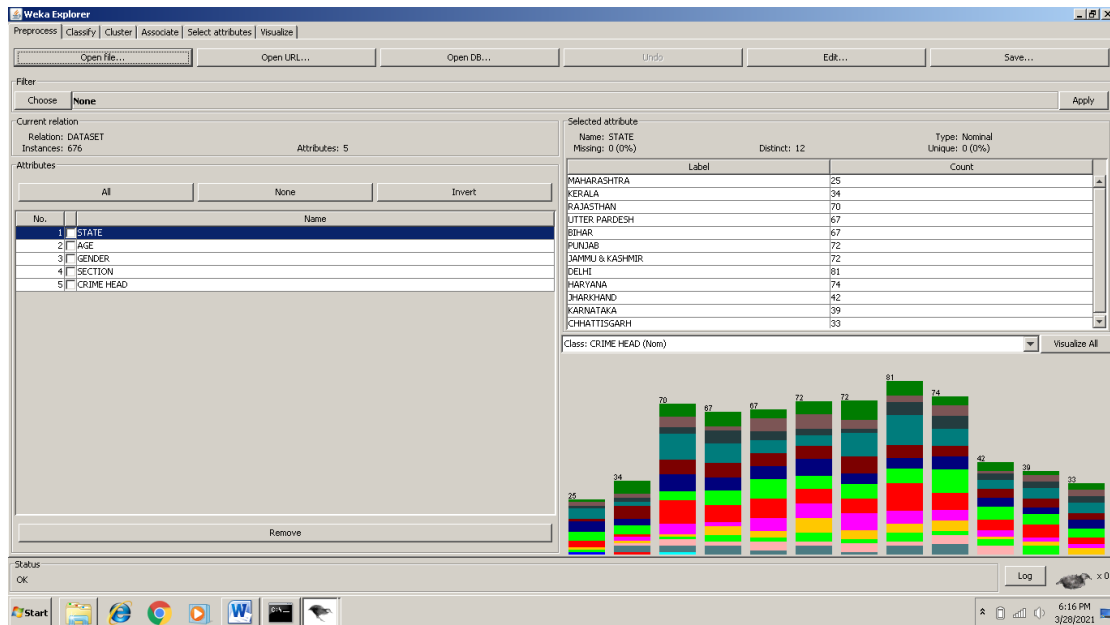 Weka Explorer
Preprocess Classify Cluster Associate Select attributes Visualize
Open file... Open URL... Open DB... Undo Edit... Save...
Filter
Choose None Apply
Current relation
Relation: DATASET
Instances: 676 Attributes: 5
Attributes
All None Invert
No. Name
1 STATE
2 AGE
3 GENDER
4 SECTION
5 CRIME HEAD
Remove
Selected attribute
Name: STATE Type: Nominal
Missing: 0 (0%) Distinct: 12 Unique: 0 (0%)
Label Count
MAHARASHTRA 25
KERALA 34
RAJASTHAN 70
UTTER PARDESH 67
BIHAR 67
PUNJAB 72
JAMMU & KASHMIR 72
DELHI 81
HARYANA 74
JHARKHAND 42
KARNATAKA 39
CHHATTISGARH 33
Class: CRIME HEAD (Nom) Visualize All
25 34 70 67 67 72 72 81 74 42 39 33
Status
OK Log x 0
Start W C:\_ 6:16 PM
3/28/2021